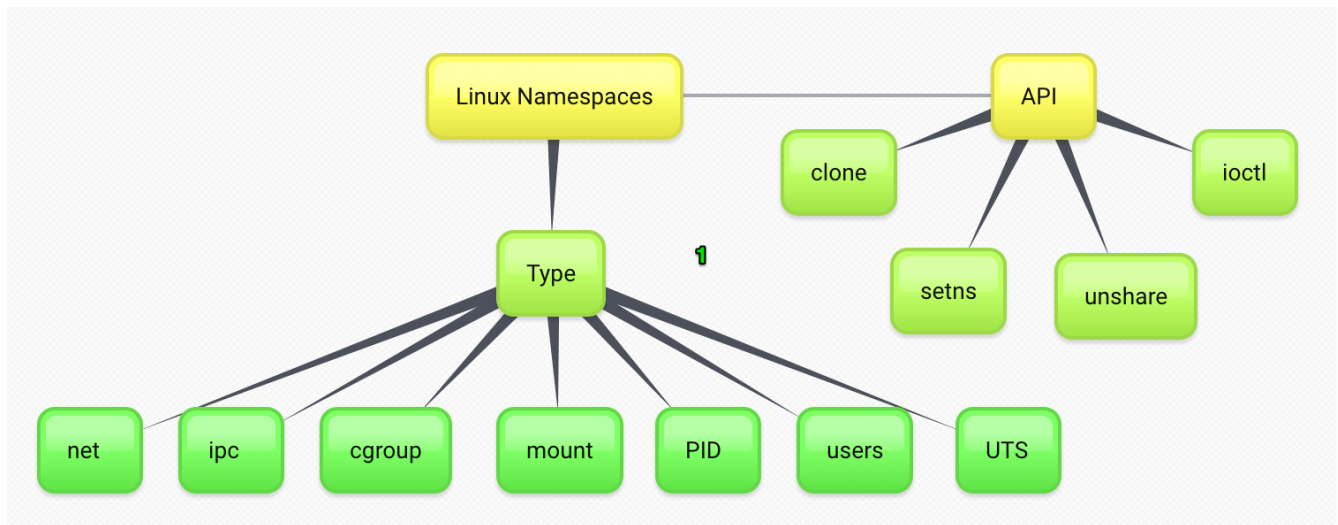 Linux Namespaces
API
clone
ioctl
Type
1
setns
unshare
net
ipc
cgroup
mount
PID
users
UTS